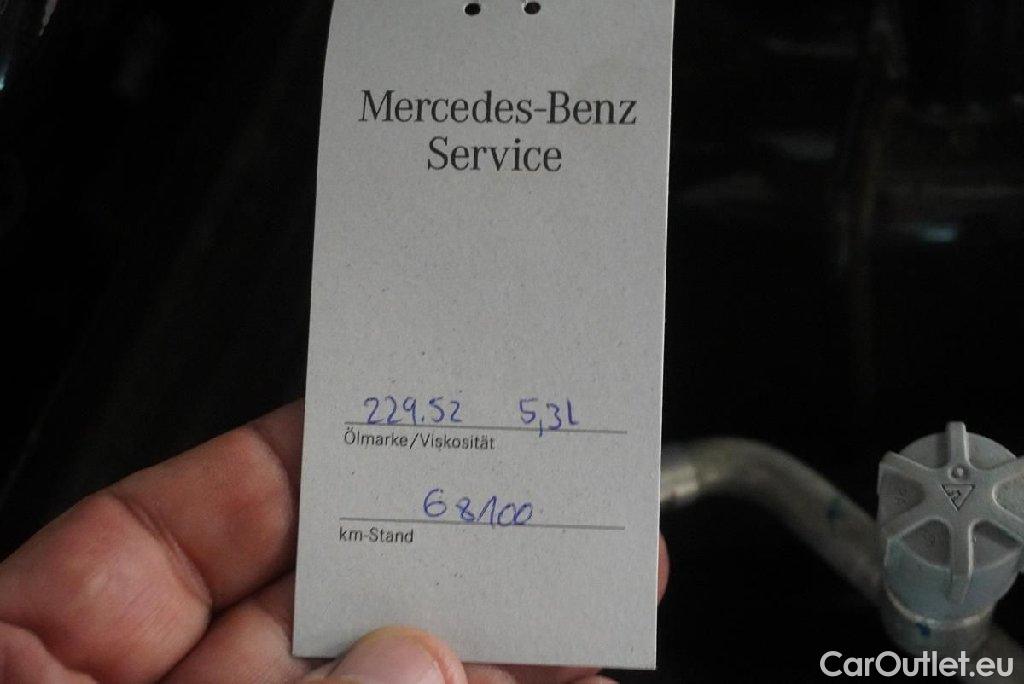 Mercedes-Benz
Service
229.52 5,3l
Ölmarke/Viskosität
68100
km-Stand
CarOutlet.eu